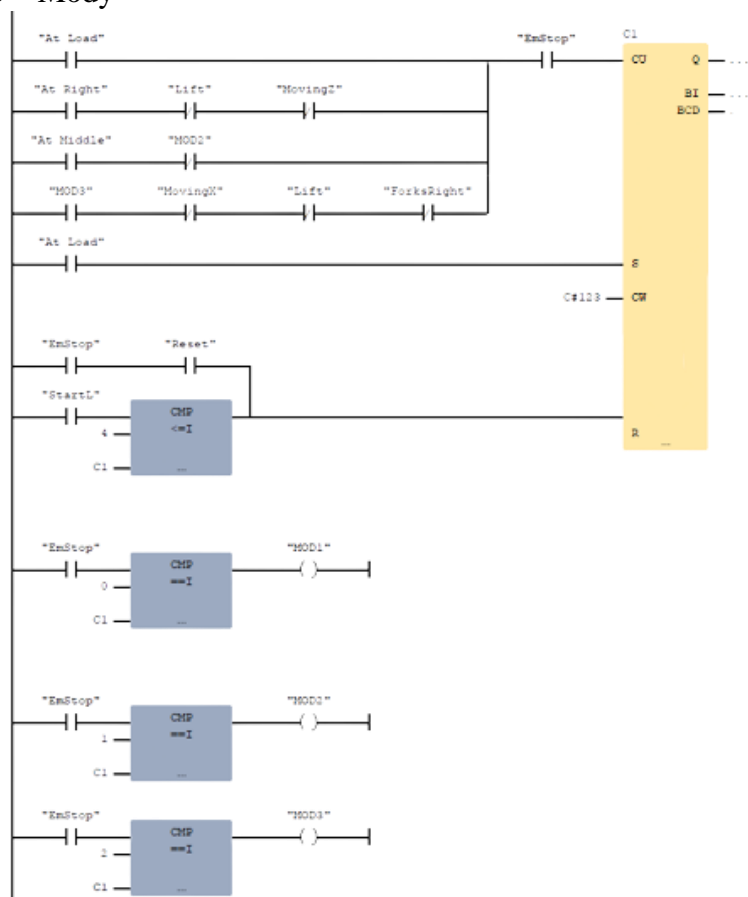 Mody
"At Load"
"EmStop"
C1
CU
Q
...
"At Right"
"Lift"
"MovingZ"
BI
...
BCD
.
"At Middle"
"MOD2"
"MOD3"
"MovingX"
"Lift"
"ForksRight"
"At Load"
S
C#123
CW
"EmStop"
"Reset"
"StartL"
CMP
<=I
4
R
...
C1
...
"EmStop"
CMP
"MOD1"
==I
0
C1
...
"EmStop"
CMP
"MOD2"
==I
1
C1
...
"EmStop"
CMP
"MOD3"
==I
2
C1
...